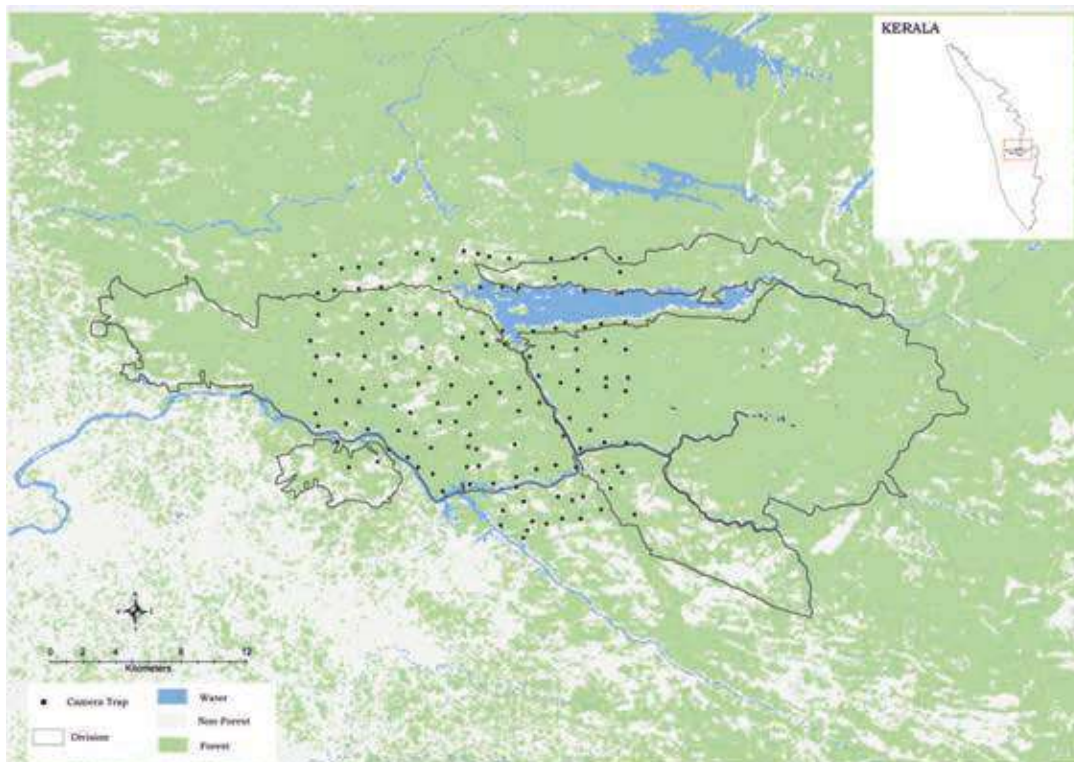 KERALA
0 2 4 8 12
Kilometers
Camera Trap
Division
Water
Non-Forest
Forest